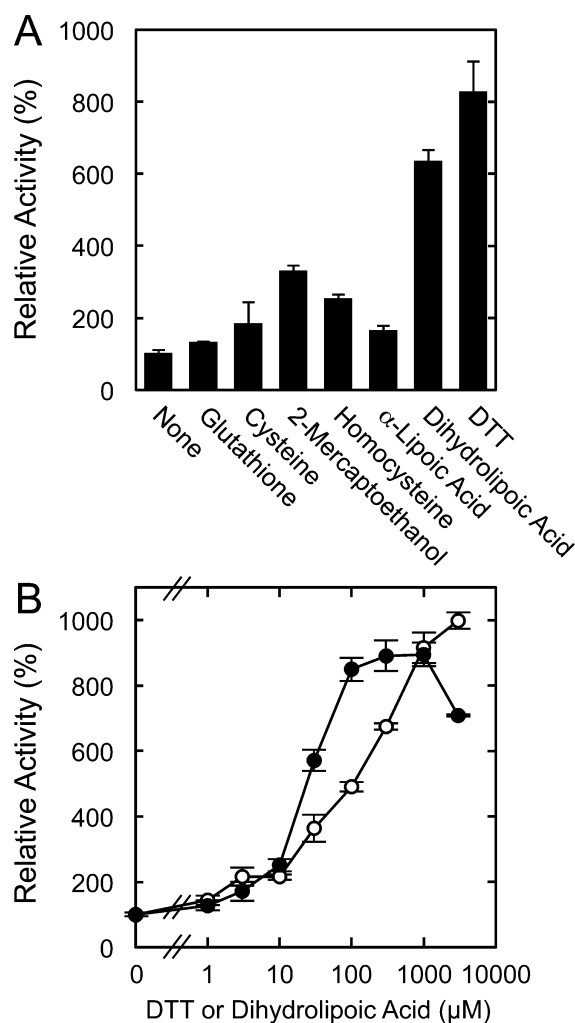 A
Relative Activity (%)
1000
800
600
400
200
0
None
Glutathione
Cysteine
2-Mercaptoethanol
Homocysteine
α-Lipoic Acid
Dihydrolipoic Acid
DTT
B
Relative Activity (%)
1000
800
600
400
200
0
0 1 10 100 1000 10000
DTT or Dihydrolipoic Acid (μM)